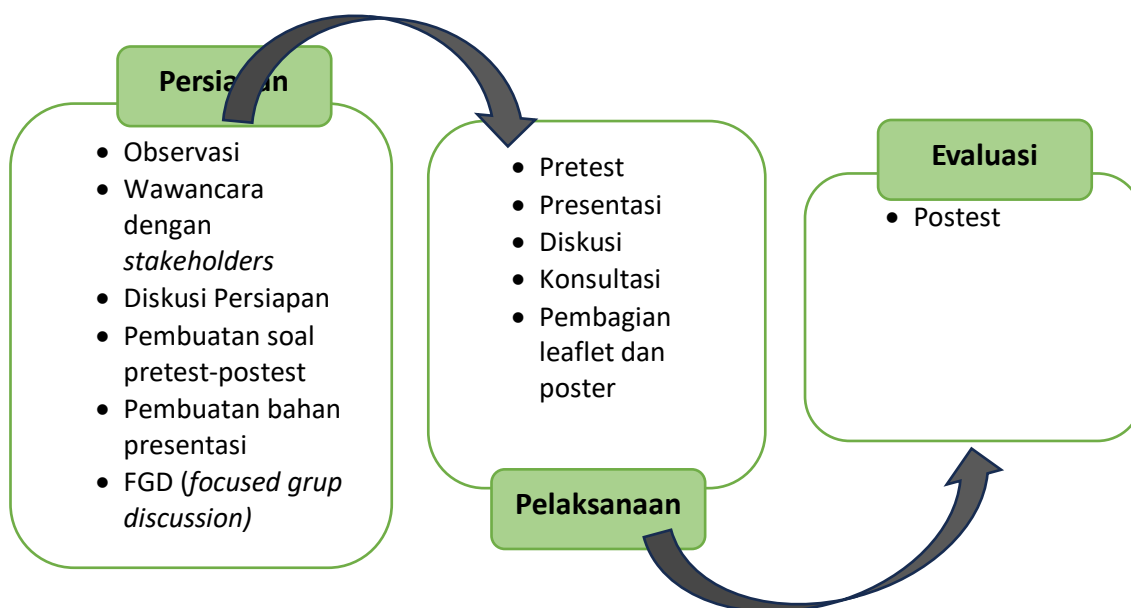 Persiapan
• Observasi
• Wawancara
dengan
stakeholders
• Diskusi Persiapan
• Pembuatan soal
pretest-postest
• Pembuatan bahan
presentasi
• FGD (focused grup
discussion)
• Pretest
• Presentasi
• Diskusi
• Konsultasi
• Pembagian
leaflet dan
poster
Pelaksanaan
Evaluasi
• Postest